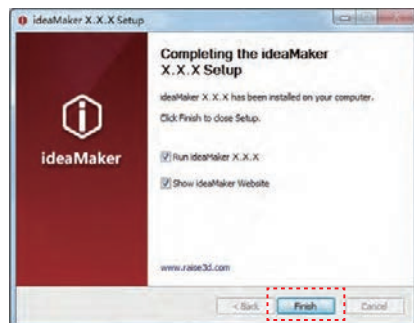 ideaMaker X.X.X Setup
Completing the ideaMaker
X.X.X Setup
ideaMaker X.X.X has been installed on your computer.
Click Finish to close Setup.
ideaMaker
Run ideaMaker X.X.X
Show ideaMaker Website
www.raise3d.com
< Back
Finish
Cancel